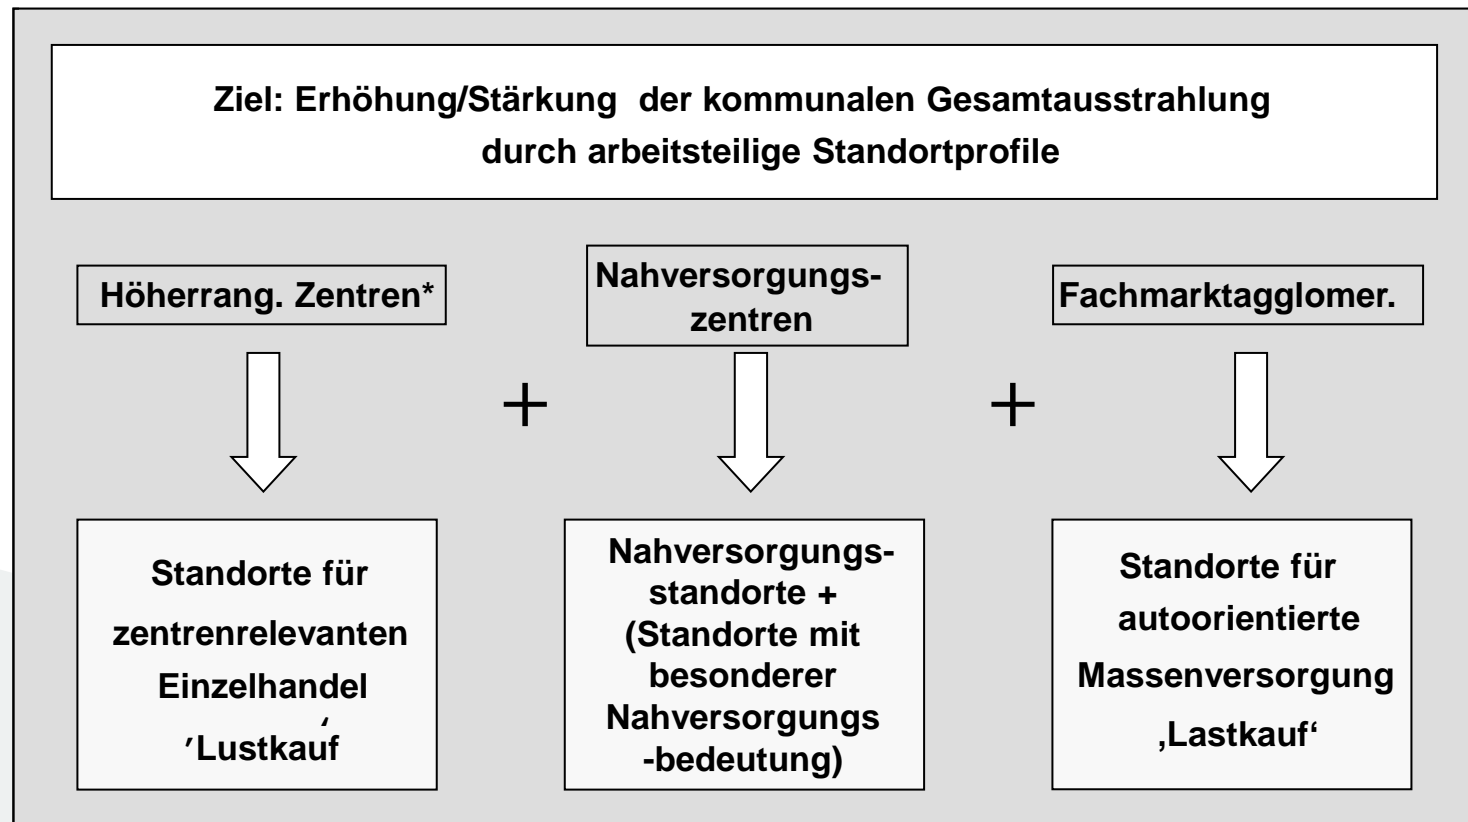 Ziel: Erhöhung/Stärkung der kommunalen Gesamtausstrahlung
durch arbeitsteilige Standortprofile
Höherrang. Zentren*
Nahversorgungs-
zentren
Fachmarktagglomer.
+
+
Standorte für
zentrenrelevanten
Einzelhandel
’Lustkauf‘
Nahversorgungs-
standorte +
(Standorte mit
besonderer
Nahversorgungs
-bedeutung)
Standorte für
autoorientierte
Massenversorgung
‚Lastkauf‘